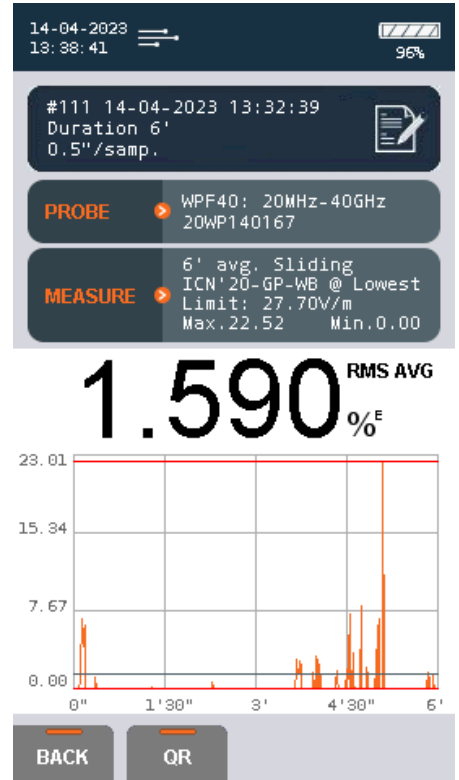 14-04-2023
13:38:41
96%
#111 14-04-2023 13:32:39
Duration 6'
0.5"/samp.
PROBE
WPF40: 20MHz-40GHz
20WP140167
MEASURE
6' avg. Sliding
ICN'20-GP-WB @ Lowest
Limit: 27.70V/m
Max.22.52 Min.0.00
1.590 RMS AVG
%E
23.01
15.34
7.67
0.00
0" 1'30" 3' 4'30" 6'
BACK QR